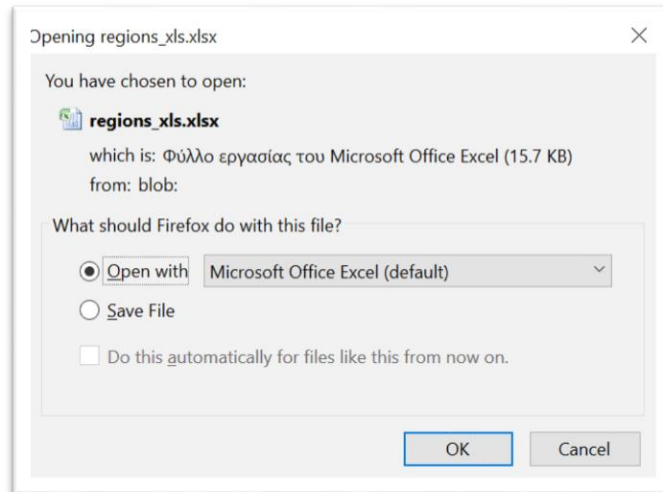 Opening regions_xls.xlsx
You have chosen to open:
regions_xls.xlsx
which is: Φύλλο εργασίας του Microsoft Office Excel (15.7 KB)
from: blob:
What should Firefox do with this file?
Open with Microsoft Office Excel (default)
Save File
Do this automatically for files like this from now on.
OK Cancel